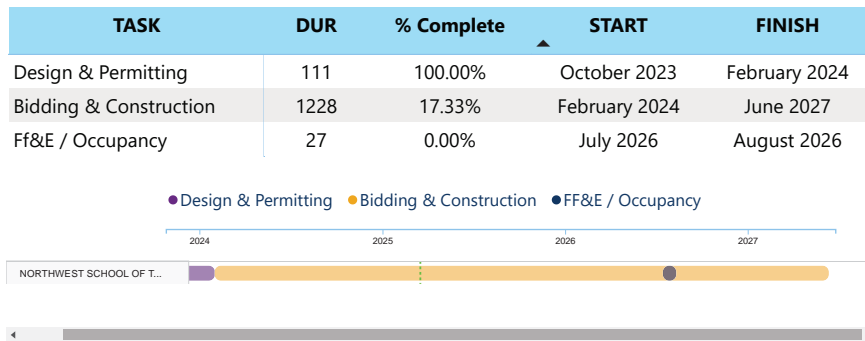 TASK DUR % Complete START FINISH
Design & Permitting 111 100.00% October 2023 February 2024
Bidding & Construction 1228 17.33% February 2024 June 2027
Ff&E / Occupancy 27 0.00% July 2026 August 2026
Design & Permitting Bidding & Construction FF&E / Occupancy
2024 2025 2026 2027
NORTHWEST SCHOOL OF T...